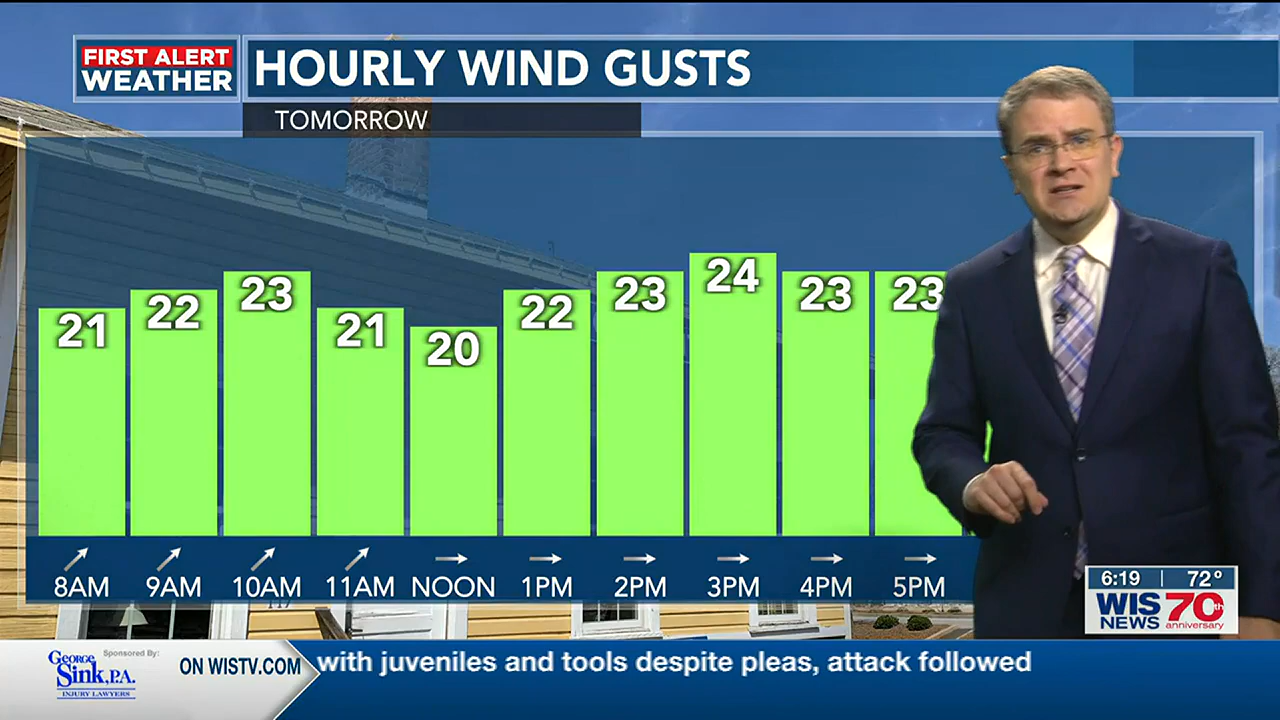 FIRST ALERT
WEATHER
HOURLY WIND GUSTS
TOMORROW
21 22 23 21 20 22 23 24 23 23
8AM 9AM 10AM 11AM NOON 1PM 2PM 3PM 4PM 5PM
6:19 | 72°
WIS
NEWS
70th
anniversary
Sponsored By:
GEORGE
Sink, P.A.
INJURY LAWYERS
ON WISTV.COM
with juveniles and tools despite pleas, attack followed